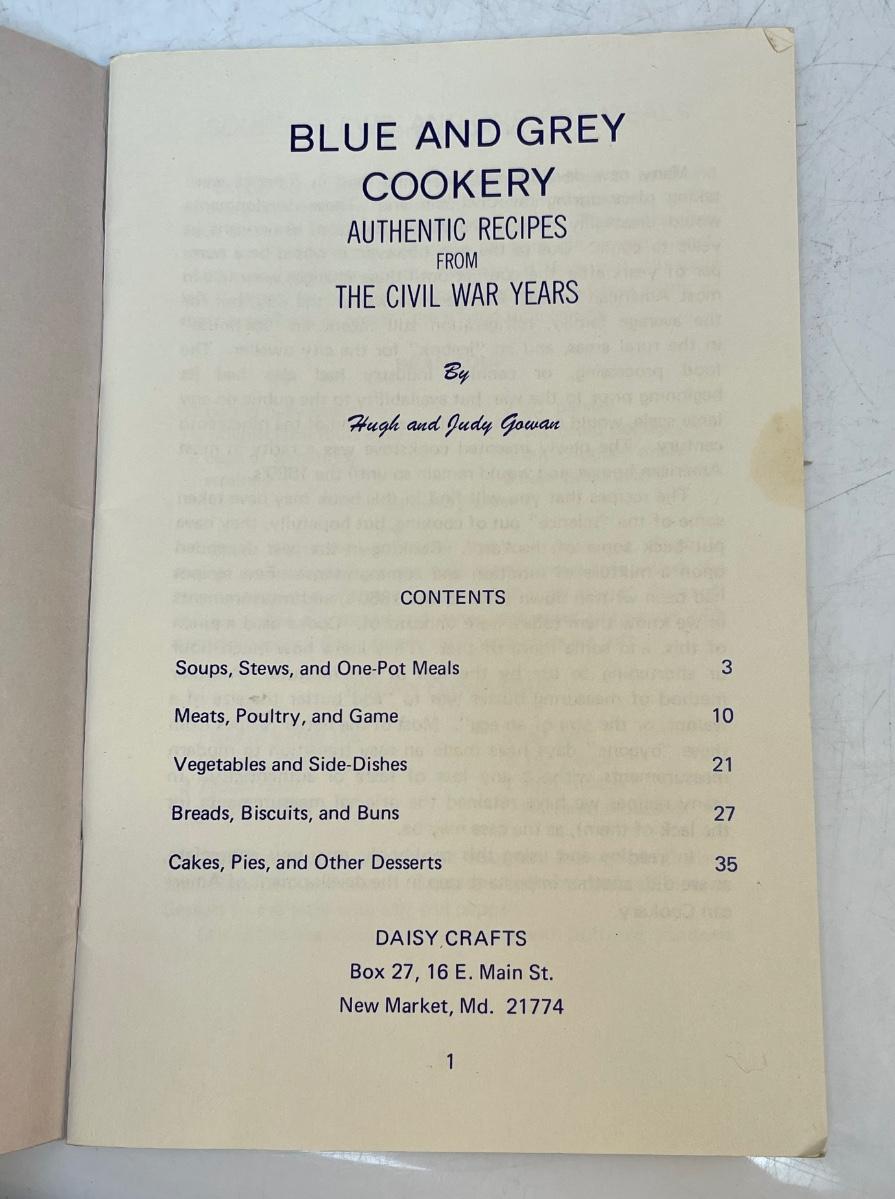 BLUE AND GREY
COOKERY
AUTHENTIC RECIPES
FROM
THE CIVIL WAR YEARS
By
Hugh and Judy Gowan
CONTENTS
Soups, Stews, and One-Pot Meals 3
Meats, Poultry, and Game 10
Vegetables and Side-Dishes 21
Breads, Biscuits, and Buns 27
Cakes, Pies, and Other Desserts 35
DAISY CRAFTS
Box 27, 16 E. Main St.
New Market, Md. 21774
1